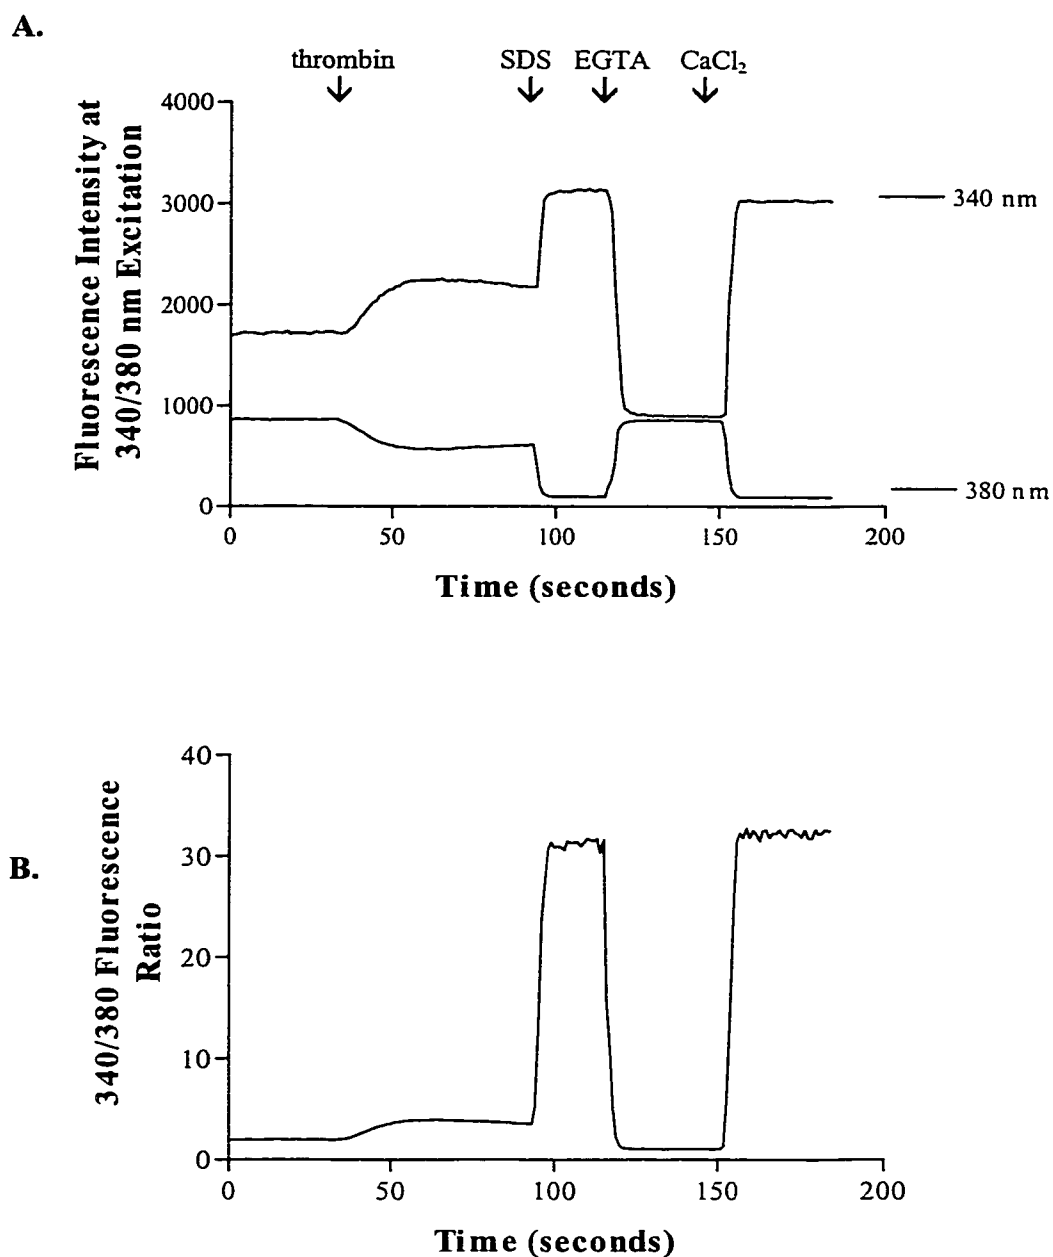 A.
thrombin SDS EGTA CaCl₂
Fluorescence Intensity at
340/380 nm Excitation
4000
3000
2000
1000
0
340 nm
380 nm
0 50 100 150 200
Time (seconds)
B.
340/380 Fluorescence
Ratio
40
30
20
10
0
0 50 100 150 200
Time (seconds)